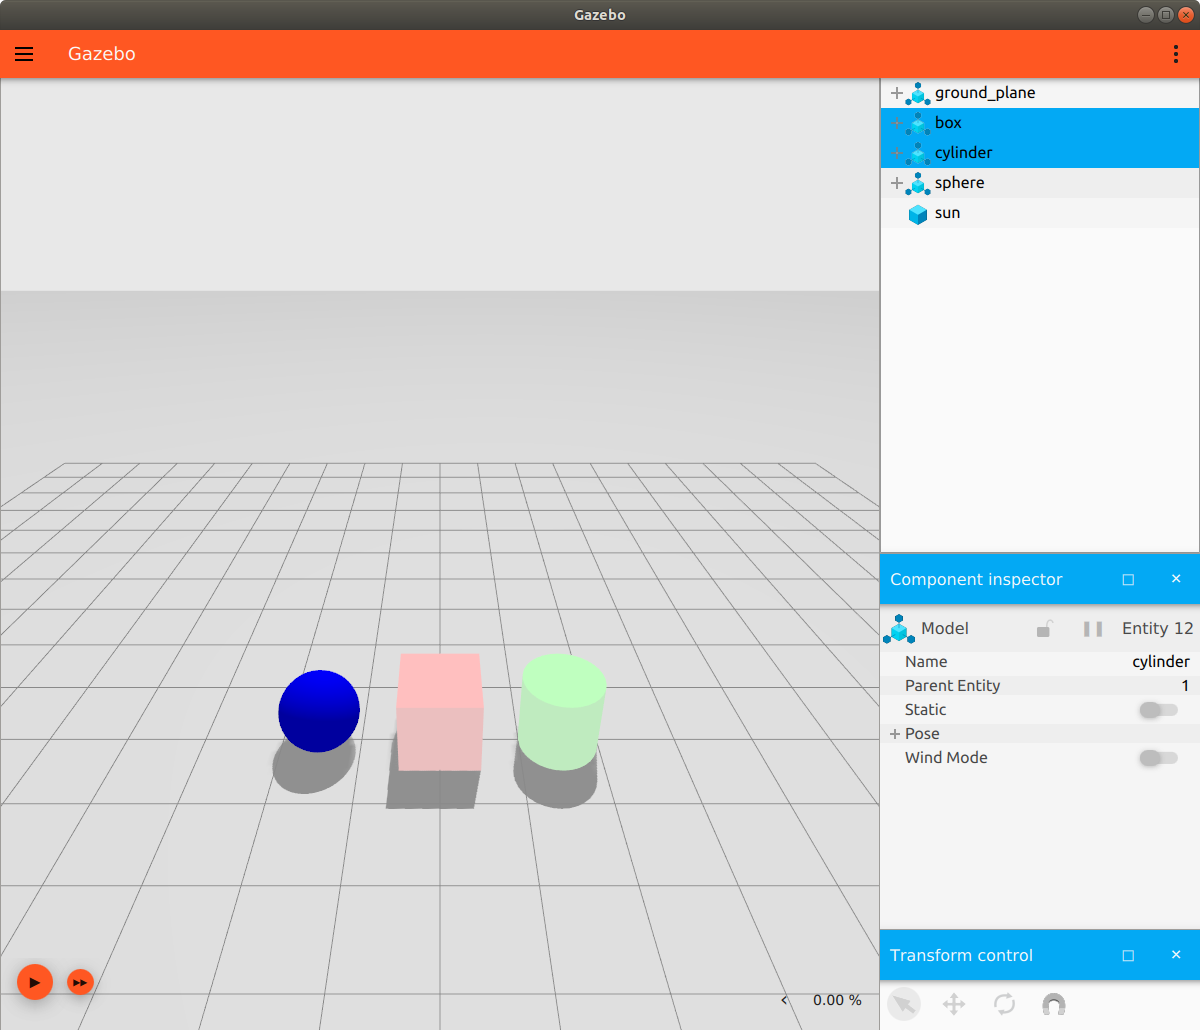 Gazebo
Gazebo
ground_plane
box
cylinder
sphere
sun
Component inspector
Model Entity 12
Name cylinder
Parent Entity 1
Static
Pose
Wind Mode
Transform control
0.00 %